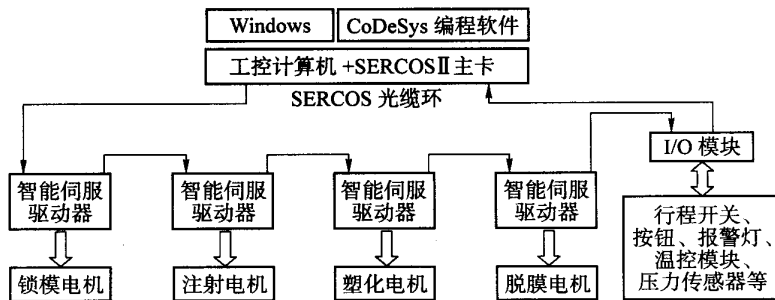 Windows
CoDeSys 编程软件
工控计算机+SERCOSⅡ主卡
SERCOS 光缆环
I/O 模块
智能伺服
驱动器
智能伺服
驱动器
智能伺服
驱动器
智能伺服
驱动器
行程开关、
按钮、报警灯、
温控模块、
压力传感器等
锁模电机
注射电机
塑化电机
脱膜电机